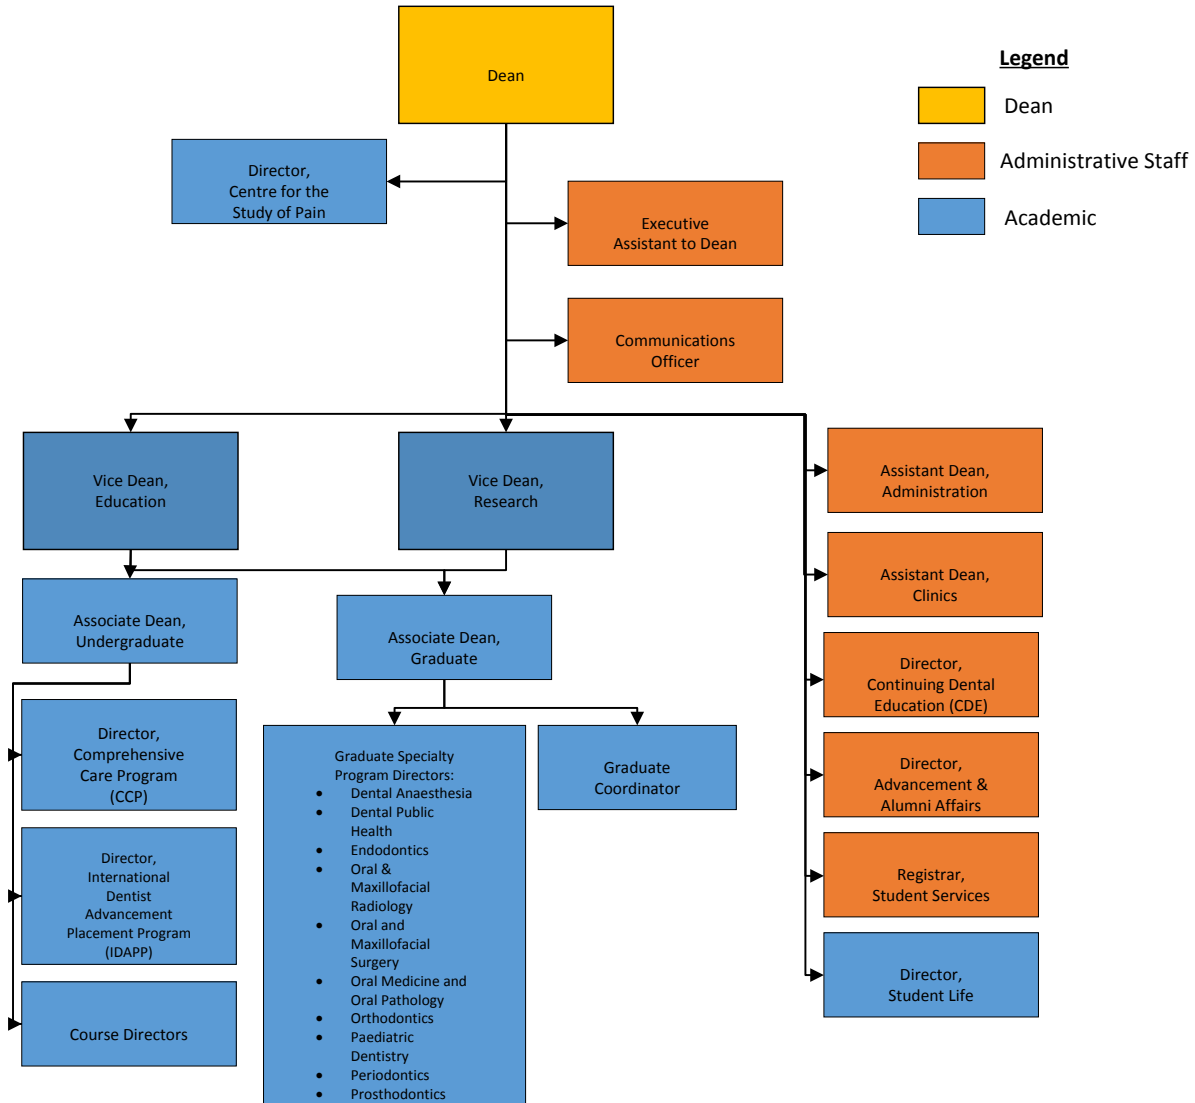 Dean
Legend
Dean
Administrative Staff
Academic
Director,
Centre for the
Study of Pain
Executive
Assistant to Dean
Communications
Officer
Vice Dean,
Education
Vice Dean,
Research
Assistant Dean,
Administration
Assistant Dean,
Clinics
Associate Dean,
Undergraduate
Associate Dean,
Graduate
Director,
Continuing Dental
Education (CDE)
Director,
Comprehensive
Care Program
(CCP)
Graduate Specialty
Program Directors:
• Dental Anaesthesia
• Dental Public
Health
• Endodontics
• Oral &
Maxillofacial
Radiology
• Oral and
Maxillofacial
Surgery
• Oral Medicine and
Oral Pathology
• Orthodontics
• Paediatric
Dentistry
• Periodontics
• Prosthodontics
Graduate
Coordinator
Director,
Advancement &
Alumni Affairs
Director,
International
Dentist
Advancement
Placement Program
(IDAPP)
Registrar,
Student Services
Director,
Student Life
Course Directors